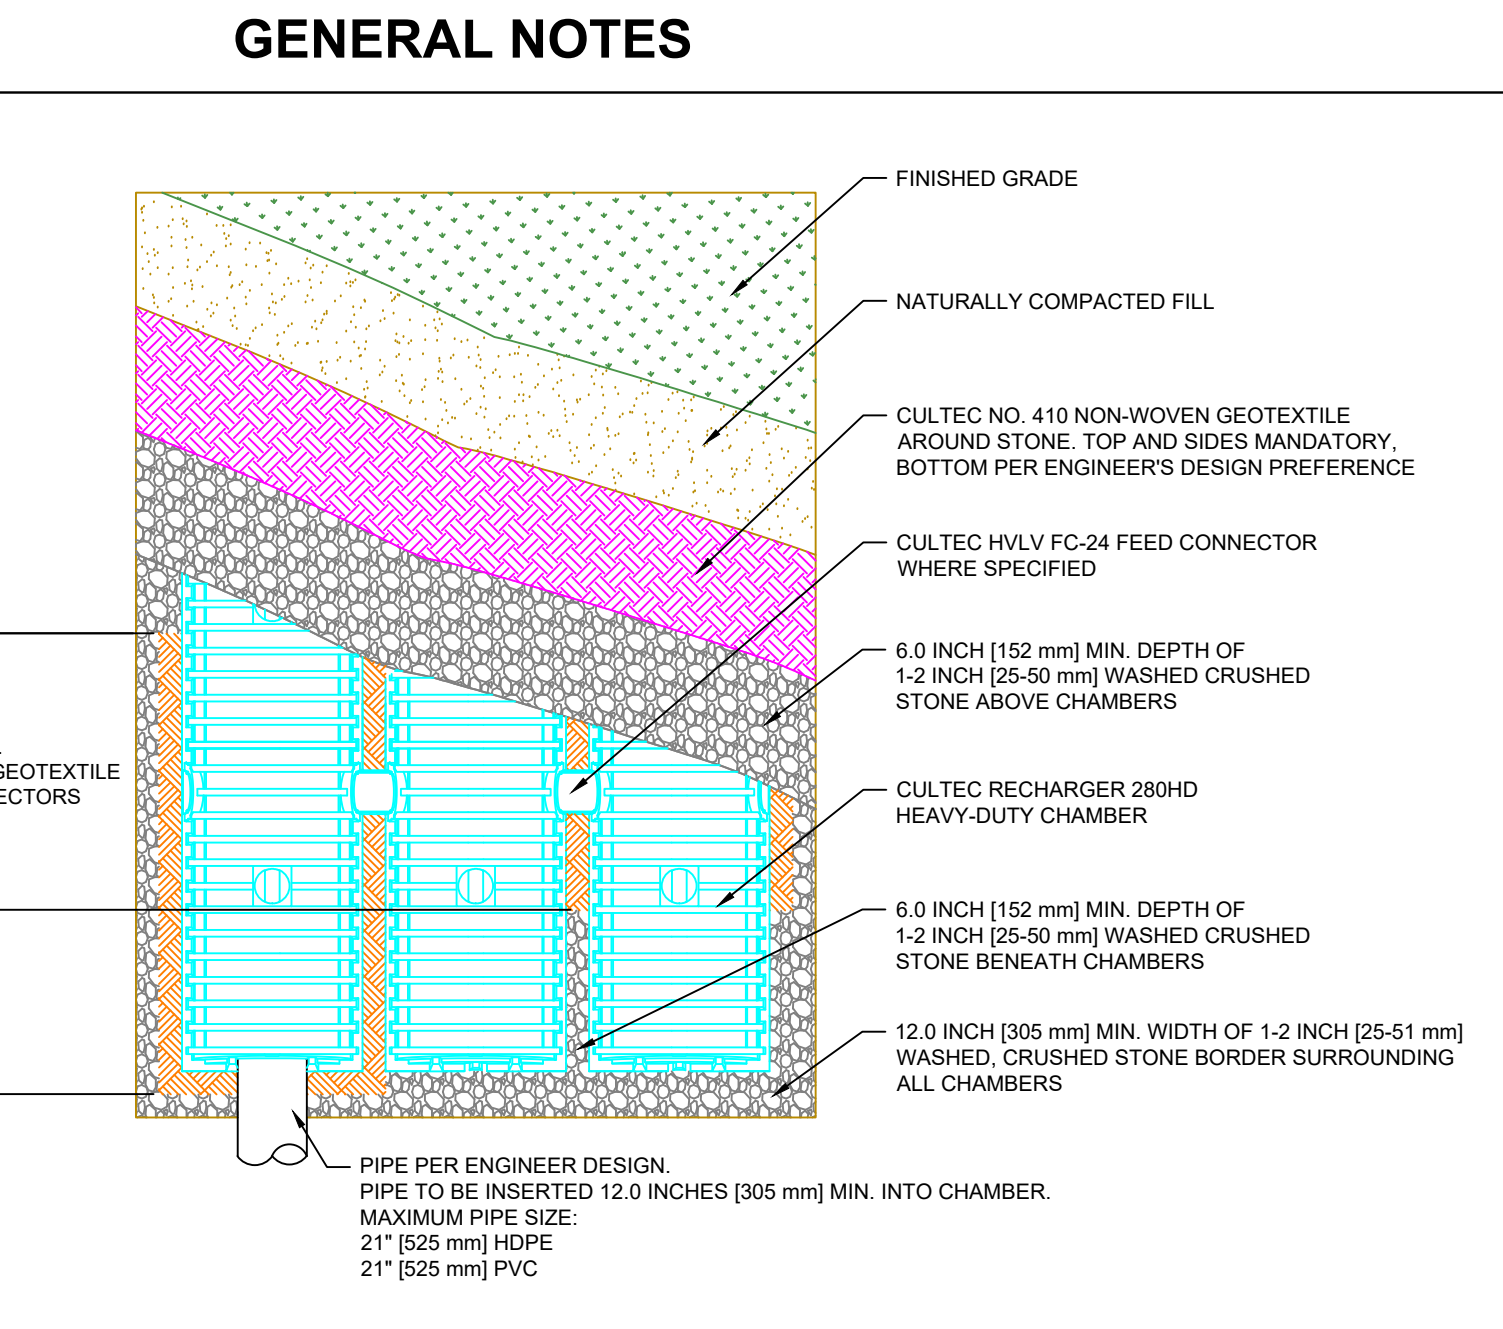 GENERAL NOTES
FINISHED GRADE
NATURALLY COMPACTED FILL
CULTEC NO. 410 NON-WOVEN GEOTEXTILE
AROUND STONE. TOP AND SIDES MANDATORY,
BOTTOM PER ENGINEER'S DESIGN PREFERENCE
CULTEC HVLV FC-24 FEED CONNECTOR
WHERE SPECIFIED
6.0 INCH [152 mm] MIN. DEPTH OF
1-2 INCH [25-50 mm] WASHED CRUSHED
STONE ABOVE CHAMBERS
GEOTEXTILE
ECTORS
CULTEC RECHARGER 280HD
HEAVY-DUTY CHAMBER
6.0 INCH [152 mm] MIN. DEPTH OF
1-2 INCH [25-50 mm] WASHED CRUSHED
STONE BENEATH CHAMBERS
12.0 INCH [305 mm] MIN. WIDTH OF 1-2 INCH [25-51 mm]
WASHED, CRUSHED STONE BORDER SURROUNDING
ALL CHAMBERS
PIPE PER ENGINEER DESIGN.
PIPE TO BE INSERTED 12.0 INCHES [305 mm] MIN. INTO CHAMBER.
MAXIMUM PIPE SIZE:
21" [525 mm] HDPE
21" [525 mm] PVC